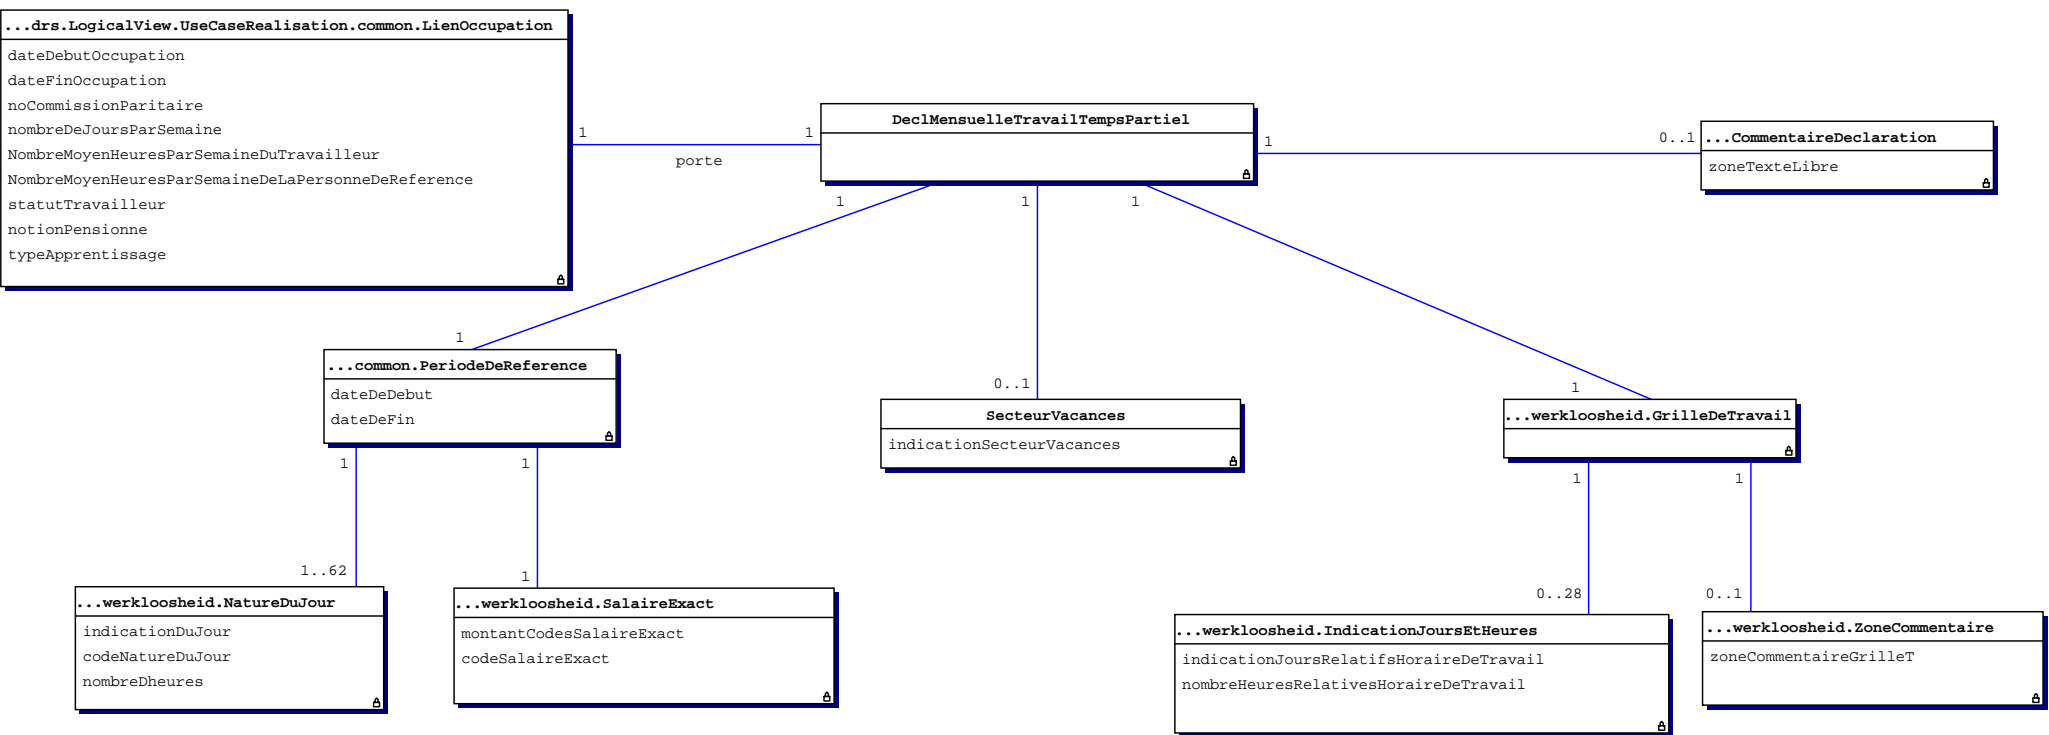 ...drs.LogicalView.UseCaseRealisation.common.LienOccupation
dateDebutOccupation
dateFinOccupation
noCommissionParitaire
nombreDeJoursParSemaine
NombreMoyenHeuresParSemaineDuTravailleur
NombreMoyenHeuresParSemaineDeLaPersonneDeReference
statutTravailleur
notionPensionne
typeApprentissage
1
1
porte
DeclMensuelleTravailTempsPartiel
1
0..1
...CommentaireDeclaration
zoneTexteLibre
1
1
1
1
...common.PeriodeDeReference
dateDeDebut
dateDeFin
0..1
SecteurVacances
indicationSecteurVacances
1
...werkloosheid.GrilleDeTravail
1
1
1
1
1..62
...werkloosheid.NatureDuJour
indicationDuJour
codeNatureDuJour
nombreDheures
1
...werkloosheid.SalaireExact
montantCodesSalaireExact
codeSalaireExact
0..28
...werkloosheid.IndicationJoursEtHeures
indicationJoursRelatifsHoraireDeTravail
nombreHeuresRelativesHoraireDeTravail
0..1
...werkloosheid.ZoneCommentaire
zoneCommentaireGrilleT